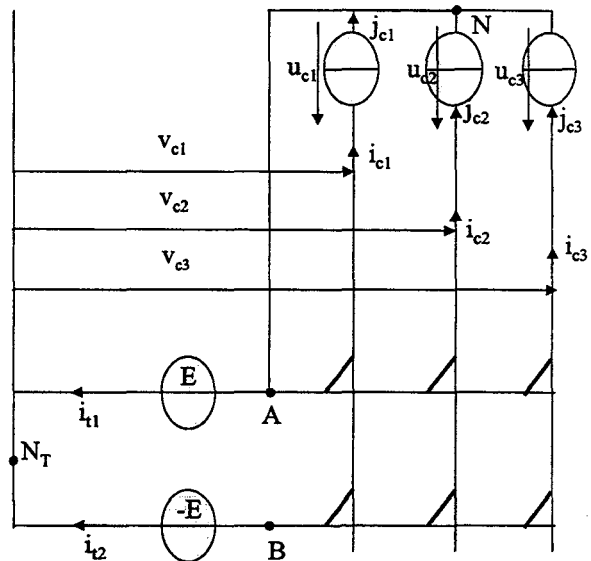 j_c1
N
u_c1
u_c2
u_c3
j_c2
j_c3
v_c1
i_c1
v_c2
i_c2
v_c3
i_c3
E
i_t1
A
N_T
-E
i_t2
B